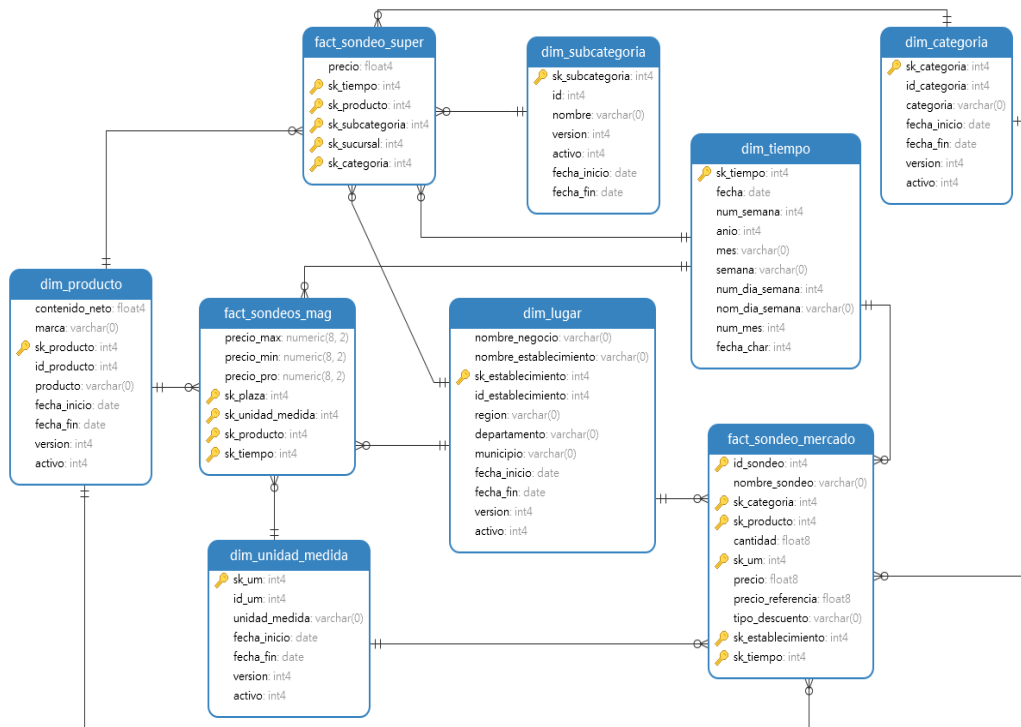 fact_sondeo_super
precio: float4
sk_tiempo: int4
sk_producto: int4
sk_subcategoria: int4
sk_sucursal: int4
sk_categoria: int4
dim_subcategoria
sk_subcategoria: int4
id: int4
nombre: varchar(0)
version: int4
activo: int4
fecha_inicio: date
fecha_fin: date
dim_categoria
sk_categoria: int4
id_categoria: int4
categoria: varchar(0)
fecha_inicio: date
fecha_fin: date
version: int4
activo: int4
dim_tiempo
sk_tiempo: int4
fecha: date
num_semana: int4
anio: int4
mes: varchar(0)
semana: varchar(0)
num_dia_semana: int4
nom_dia_semana: varchar(0)
num_mes: int4
fecha_char: int4
dim_producto
contenido_neto: float4
marca: varchar(0)
sk_producto: int4
id_producto: int4
producto: varchar(0)
fecha_inicio: date
fecha_fin: date
version: int4
activo: int4
fact_sondeos_mag
precio_max: numeric(8, 2)
precio_min: numeric(8, 2)
precio_pro: numeric(8, 2)
sk_plaza: int4
sk_unidad_medida: int4
sk_producto: int4
sk_tiempo: int4
dim_lugar
nombre_negocio: varchar(0)
nombre_establecimiento: varchar(0)
sk_establecimiento: int4
id_establecimiento: int4
region: varchar(0)
departamento: varchar(0)
municipio: varchar(0)
fecha_inicio: date
fecha_fin: date
version: int4
activo: int4
fact_sondeo_mercado
id_sondeo: int4
nombre_sondeo: varchar(0)
sk_categoria: int4
sk_producto: int4
cantidad: float8
sk_um: int4
precio: float8
precio_referencia: float8
tipo_descuento: varchar(0)
sk_establecimiento: int4
sk_tiempo: int4
dim_unidad_medida
sk_um: int4
id_um: int4
unidad_medida: varchar(0)
fecha_inicio: date
fecha_fin: date
version: int4
activo: int4